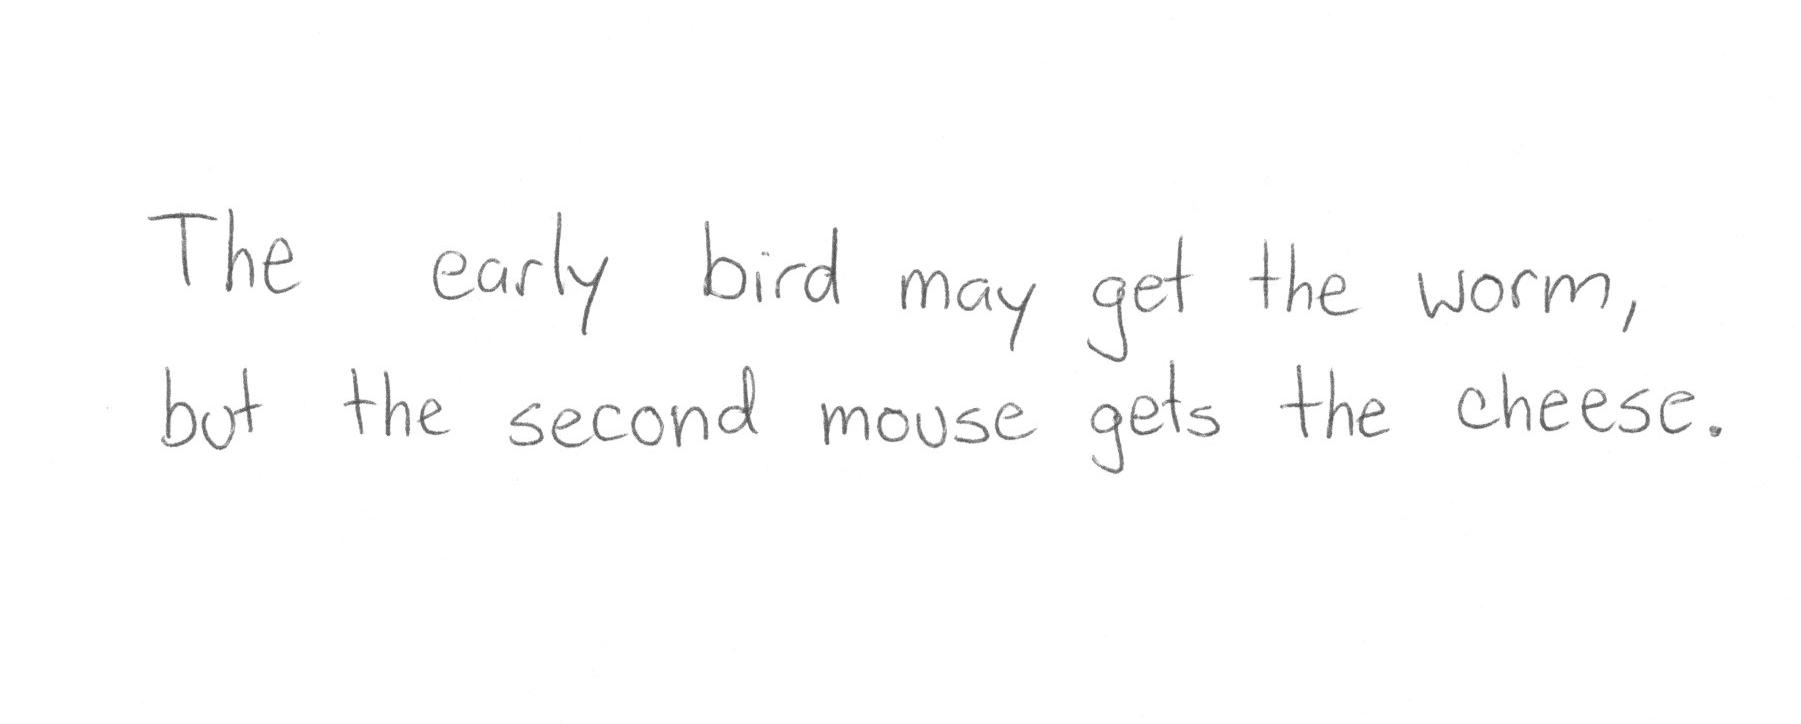 The early bird may get the worm,
but the second mouse gets the cheese.